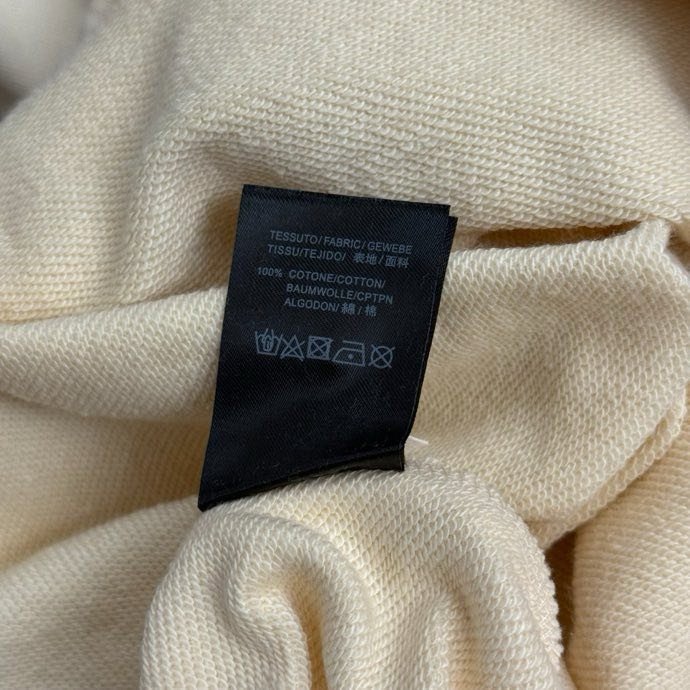 TESSUTO/FABRIC/GEWEBE
TISSU/TEJIDO/ 表地/面料
100% COTONE/COTTON/
BAUMWOLLE/CPTPN
ALGODON/綿/棉